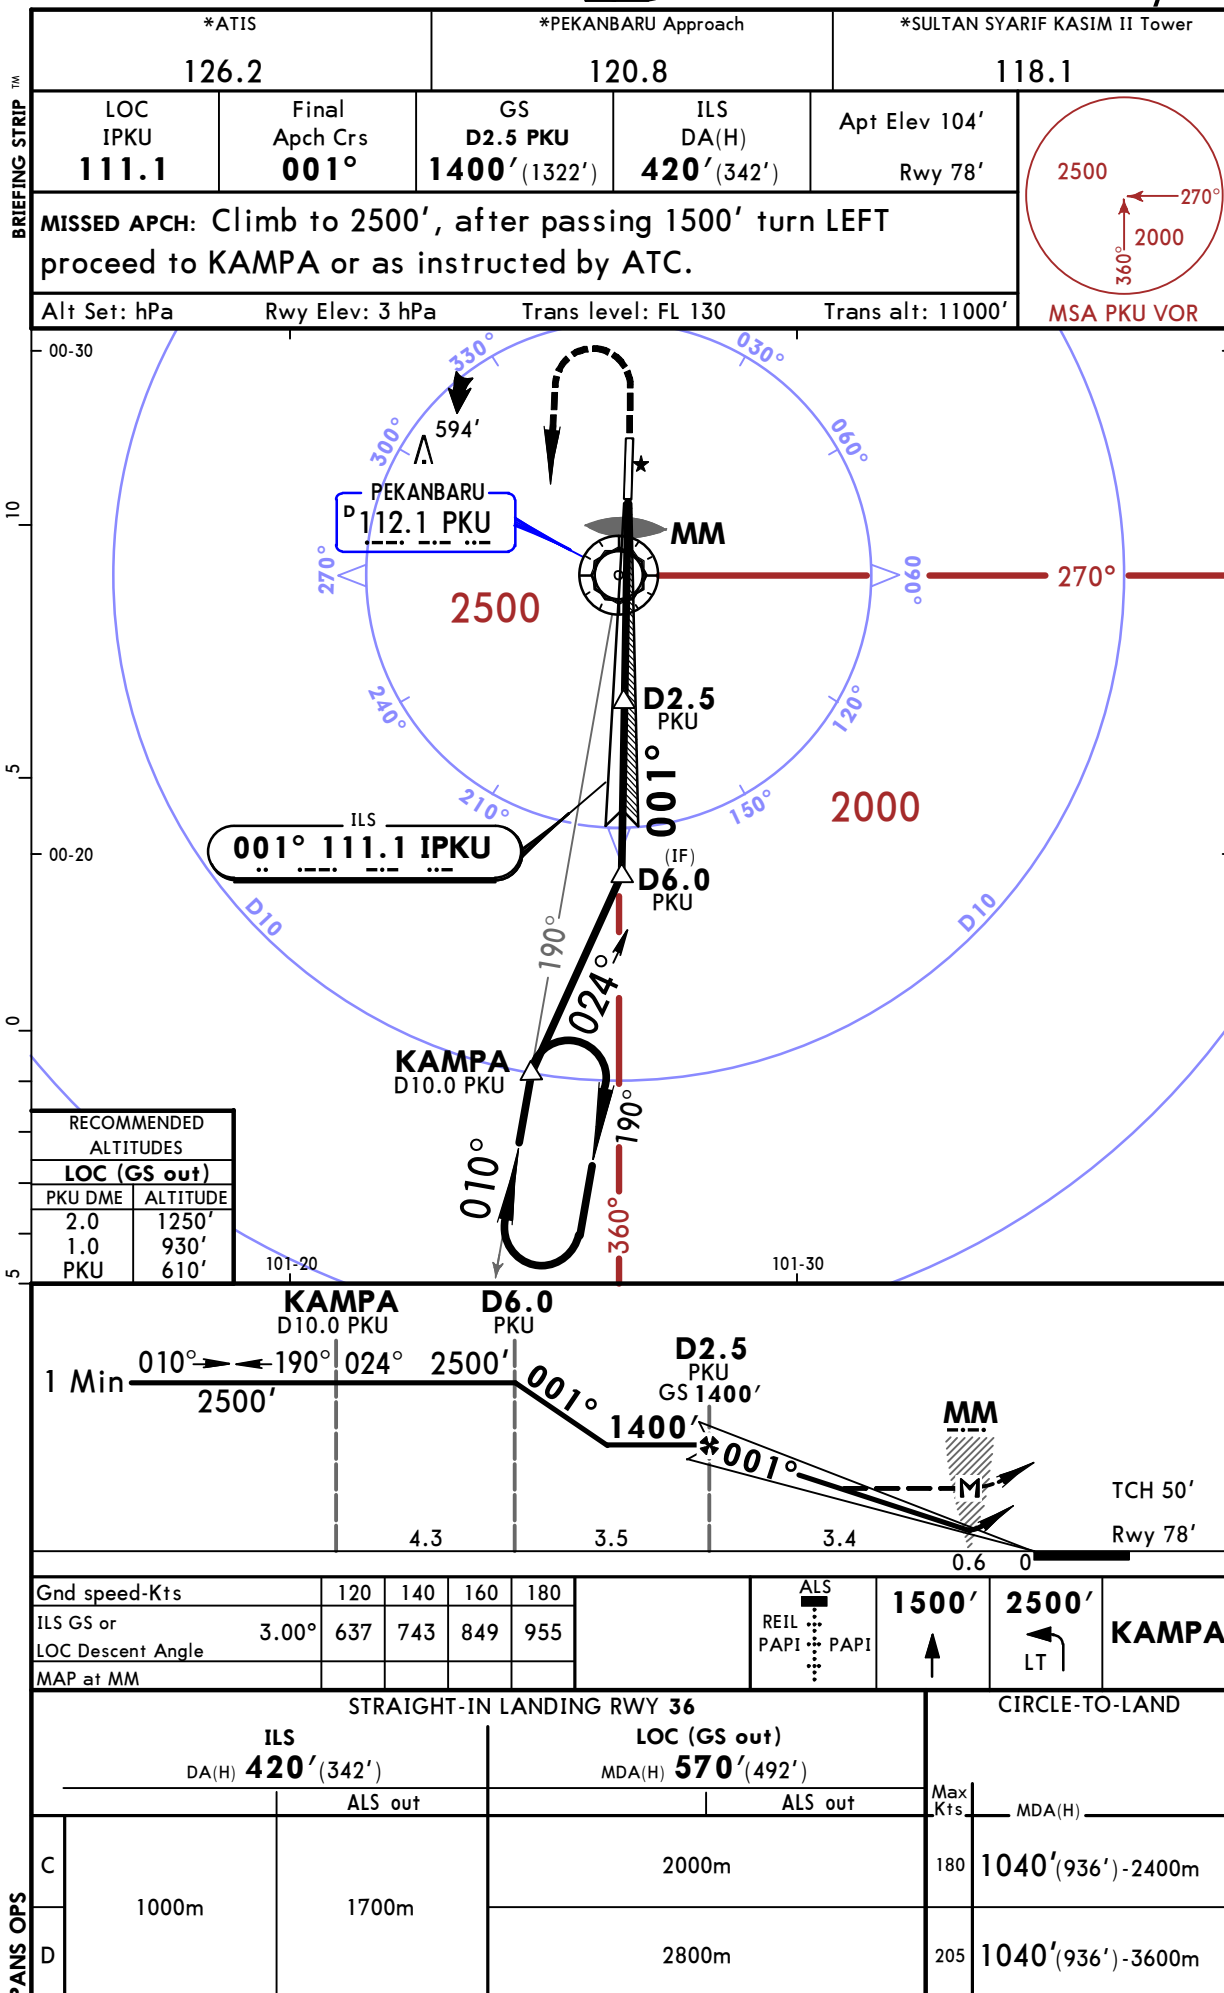 *ATIS
126.2
*PEKANBARU Approach
120.8
*SULTAN SYARIF KASIM II Tower
118.1
BRIEFING STRIP TM
LOC
IPKU
111.1
Final
Apch Crs
001°
GS
D2.5 PKU
1400'(1322')
ILS
DA(H)
420'(342')
Apt Elev 104'
Rwy 78'
MISSED APCH: Climb to 2500', after passing 1500' turn LEFT
proceed to KAMPA or as instructed by ATC.
Alt Set: hPa Rwy Elev: 3 hPa Trans level: FL 130 Trans alt: 11000'
2500
270°
2000
360°
MSA PKU VOR
00-30
330°
030°
594'
300°
060°
PEKANBARU
D 112.1 PKU
MM
10
270°
090°
270°
2500
D2.5
PKU
240°
120°
001°
5
210°
150°
2000
ILS
001° 111.1 IPKU
00-20
(IF)
D6.0
PKU
D10
D10
190°
024°
0
KAMPA
D10.0 PKU
190°
010°
360°
RECOMMENDED
ALTITUDES
LOC (GS out)
PKU DME ALTITUDE
2.0 1250'
1.0 930'
PKU 610'
5
101-20
101-30
KAMPA
D10.0 PKU
D6.0
PKU
D2.5
PKU
GS 1400'
1 Min
010°
190°
024°
2500'
2500'
001°
1400'
001°
MM
M
TCH 50'
Rwy 78'
4.3
3.5
3.4
0.6
0
Gnd speed-Kts 120 140 160 180
ILS GS or
LOC Descent Angle 3.00° 637 743 849 955
MAP at MM
ALS
REIL
PAPI PAPI
1500'
2500'
LT
KAMPA
STRAIGHT-IN LANDING RWY 36
CIRCLE-TO-LAND
ILS
DA(H) 420'(342')
LOC (GS out)
MDA(H) 570'(492')
ALS out
ALS out
Max
Kts
MDA(H)
C
1000m
1700m
2000m
180
1040'(936')-2400m
D
2800m
205
1040'(936')-3600m
PANS OPS